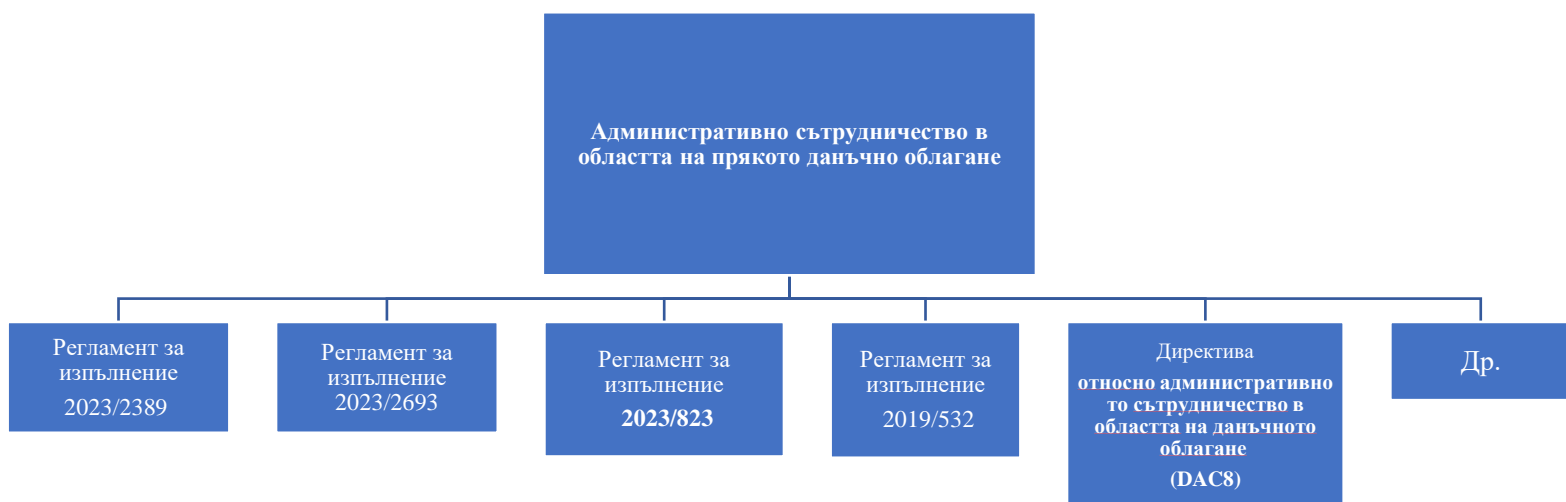 Административно сътрудничество в
областта на прякото данъчно облагане
Регламент за
изпълнение
2023/2389
Регламент за
изпълнение
2023/2693
Регламент за
изпълнение
2023/823
Регламент за
изпълнение
2019/532
Директива
относно административно
то сътрудничество в
областта на данъчното
облагане
(DAC8)
Др.